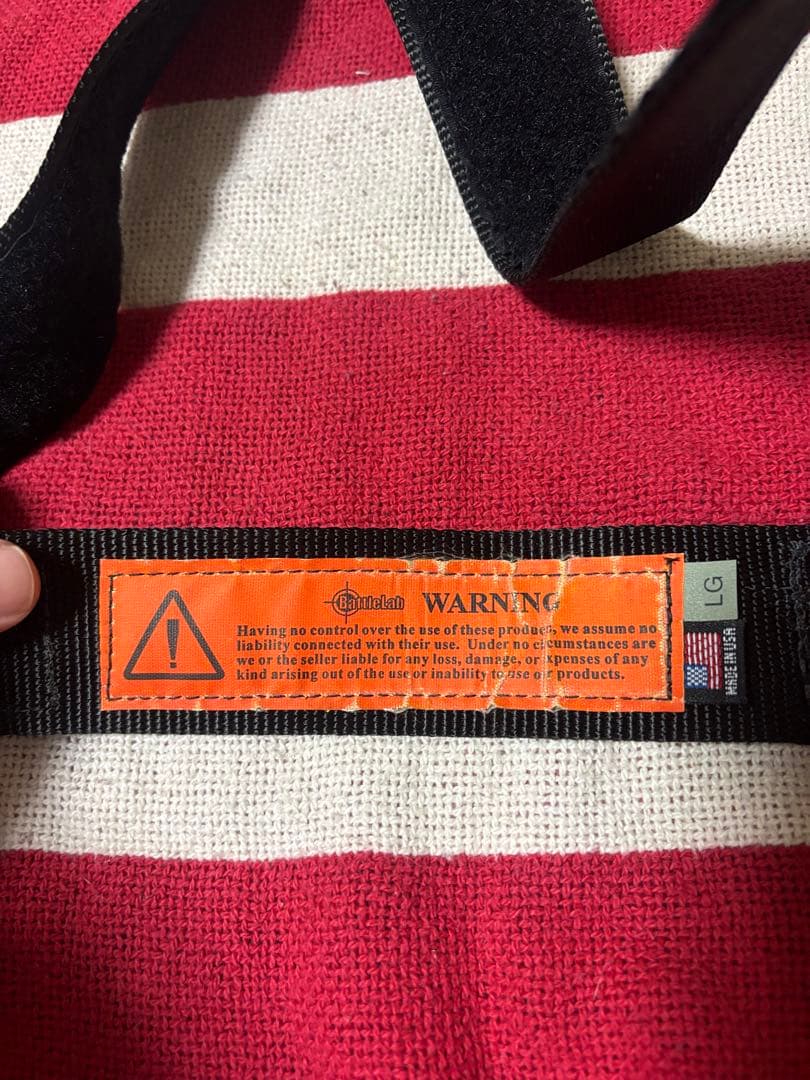 BattleLab WARNING
Having no control over the use of these products, we assume no
liability connected with their use. Under no circumstances are
we or the seller liable for any loss, damage, or expenses of any
kind arising out of the use or inability to use our products.
LG
MADE IN USA